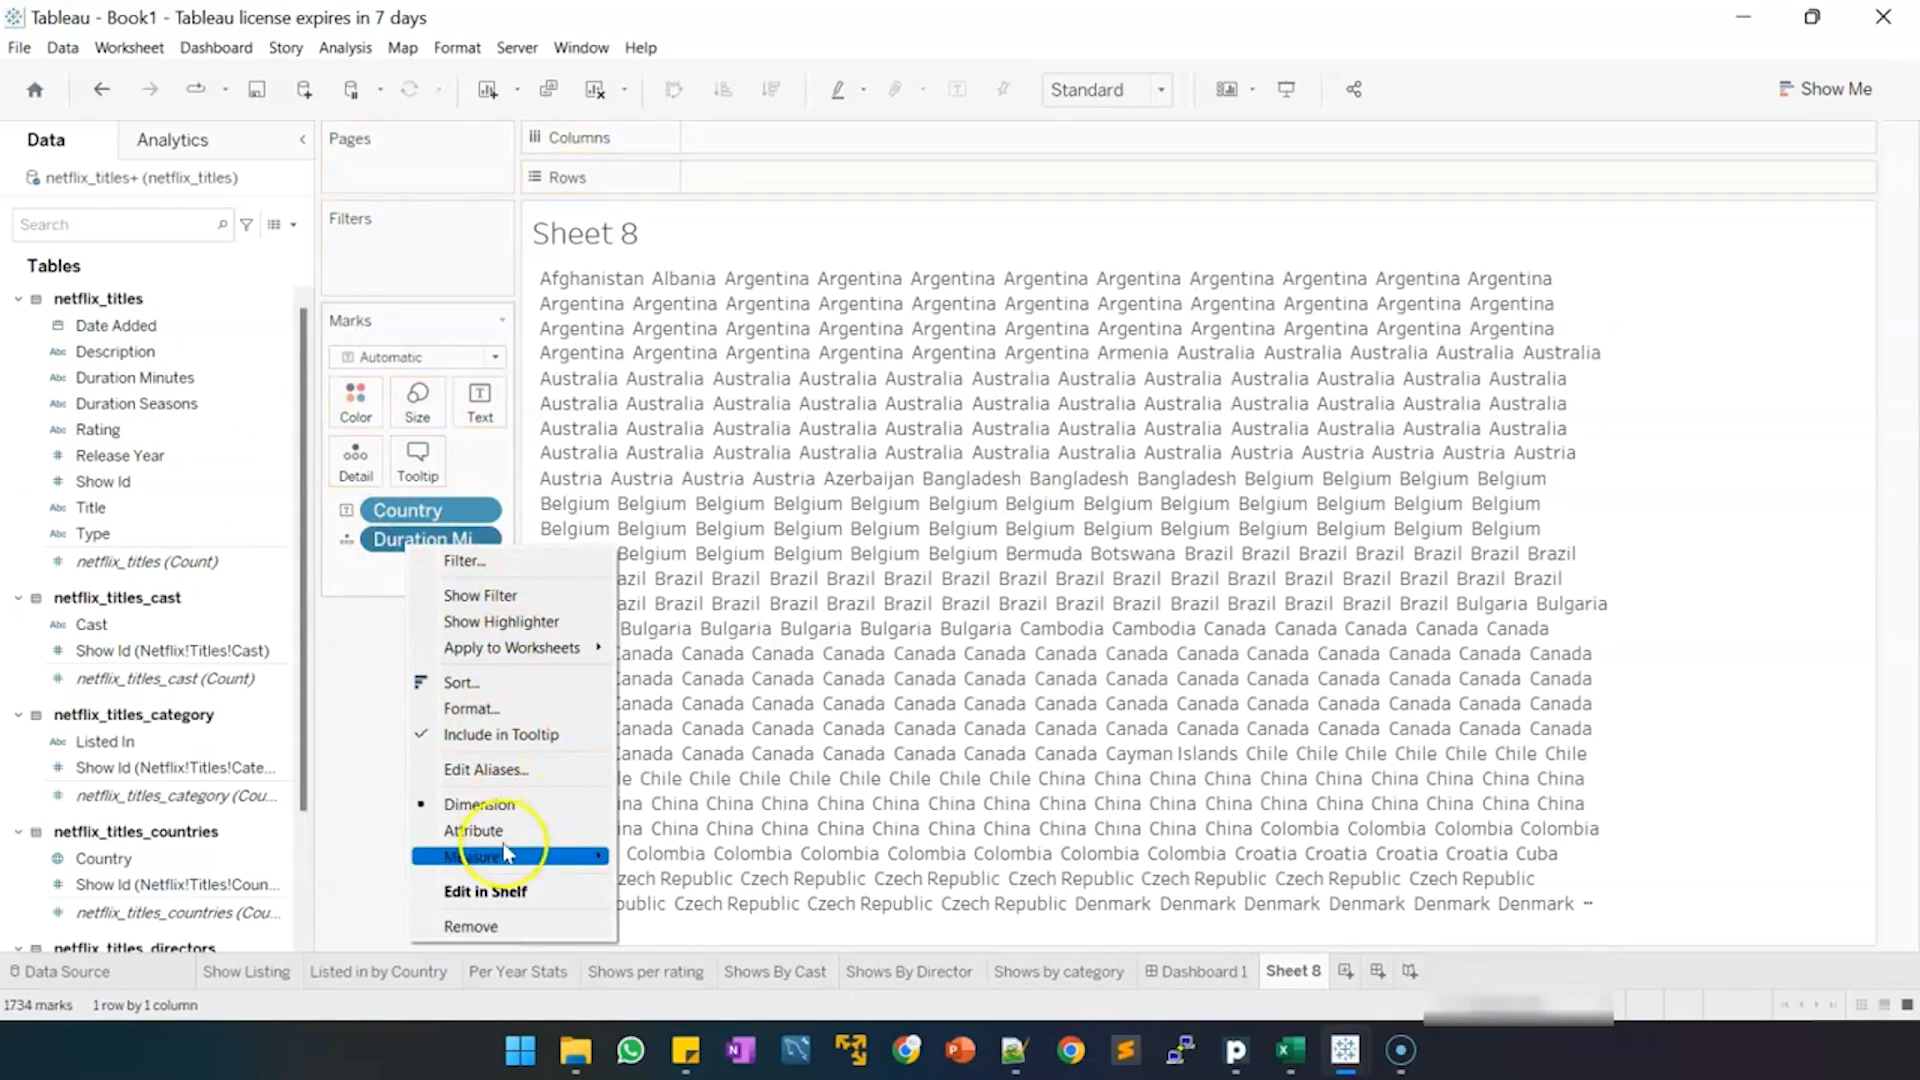 Tableau - Book1 - Tableau license expires in 7 days
File Data Worksheet Dashboard Story Analysis Map Format Server Window Help
Standard
Show Me
Data Analytics
netflix_titles+ (netflix_titles)
Search
Tables
netflix_titles
Date Added
Abc Description
Abc Duration Minutes
Abc Duration Seasons
Abc Rating
# Release Year
# Show Id
Abc Title
Abc Type
# netflix_titles (Count)
netflix_titles_cast
Abc Cast
# Show Id (Netflix!Titles!Cast)
# netflix_titles_cast (Count)
netflix_titles_category
Abc Listed In
# Show Id (Netflix!Titles!Cate...
# netflix_titles_category (Cou...
netflix_titles_countries
Country
# Show Id (Netflix!Titles!Coun...
# netflix_titles_countries (Cou...
netflix_titles_directors
Pages
Filters
Marks
Automatic
Color Size Text
Detail Tooltip
Country
Duration Mi..
Filter...
Show Filter
Show Highlighter
Apply to Worksheets
Sort...
Format...
Include in Tooltip
Edit Aliases...
Dimension
Attribute
Measure
Edit in Shelf
Remove
Columns
Rows
Sheet 8
Afghanistan Albania Argentina Argentina Argentina Argentina Argentina Argentina Argentina Argentina Argentina
Argentina Argentina Argentina Argentina Argentina Argentina Argentina Argentina Argentina Argentina Argentina
Argentina Argentina Argentina Argentina Argentina Argentina Argentina Argentina Argentina Argentina Argentina
Argentina Argentina Argentina Argentina Argentina Argentina Armenia Australia Australia Australia Australia Australia
Australia Australia Australia Australia Australia Australia Australia Australia Australia Australia Australia Australia
Australia Australia Australia Australia Australia Australia Australia Australia Australia Australia Australia Australia
Australia Australia Australia Australia Australia Australia Australia Australia Australia Australia Australia Australia
Australia Australia Australia Australia Australia Australia Australia Australia Austria Austria Austria Austria Austria
Austria Austria Austria Austria Azerbaijan Bangladesh Bangladesh Bangladesh Belgium Belgium Belgium Belgium
Belgium Belgium Belgium Belgium Belgium Belgium Belgium Belgium Belgium Belgium Belgium Belgium Belgium
Belgium Belgium Belgium Belgium Belgium Belgium Belgium Belgium Belgium Belgium Belgium Belgium Belgium
Belgium Belgium Belgium Belgium Belgium Bermuda Botswana Brazil Brazil Brazil Brazil Brazil Brazil Brazil
azil Brazil Brazil Brazil Brazil Brazil Brazil Brazil Brazil Brazil Brazil Brazil Brazil Brazil Brazil Brazil
azil Brazil Brazil Brazil Brazil Brazil Brazil Brazil Brazil Brazil Brazil Brazil Brazil Brazil Bulgaria Bulgaria
Bulgaria Bulgaria Bulgaria Bulgaria Bulgaria Cambodia Cambodia Canada Canada Canada Canada Canada
Canada Canada Canada Canada Canada Canada Canada Canada Canada Canada Canada Canada Canada Canada
Canada Canada Canada Canada Canada Canada Canada Canada Canada Canada Canada Canada Canada Canada
Canada Canada Canada Canada Canada Canada Canada Canada Canada Canada Canada Canada Canada Canada
Canada Canada Canada Canada Canada Canada Canada Canada Canada Canada Canada Canada Canada Canada
Canada Canada Canada Canada Canada Canada Canada Cayman Islands Chile Chile Chile Chile Chile Chile Chile
le Chile Chile Chile Chile Chile Chile Chile Chile China China China China China China China China China
ina China China China China China China China China China China China China China China China China
ina China China China China China China China China China China Colombia Colombia Colombia Colombia
Colombia Colombia Colombia Colombia Colombia Colombia Colombia Croatia Croatia Croatia Croatia Cuba
zech Republic Czech Republic Czech Republic Czech Republic Czech Republic Czech Republic Czech Republic
public Czech Republic Czech Republic Czech Republic Denmark Denmark Denmark Denmark Denmark Denmark ...
Data Source Show Listing Listed in by Country Per Year Stats Shows per rating Shows By Cast Shows By Director Shows by category Dashboard 1 Sheet 8
1734 marks 1 row by 1 column